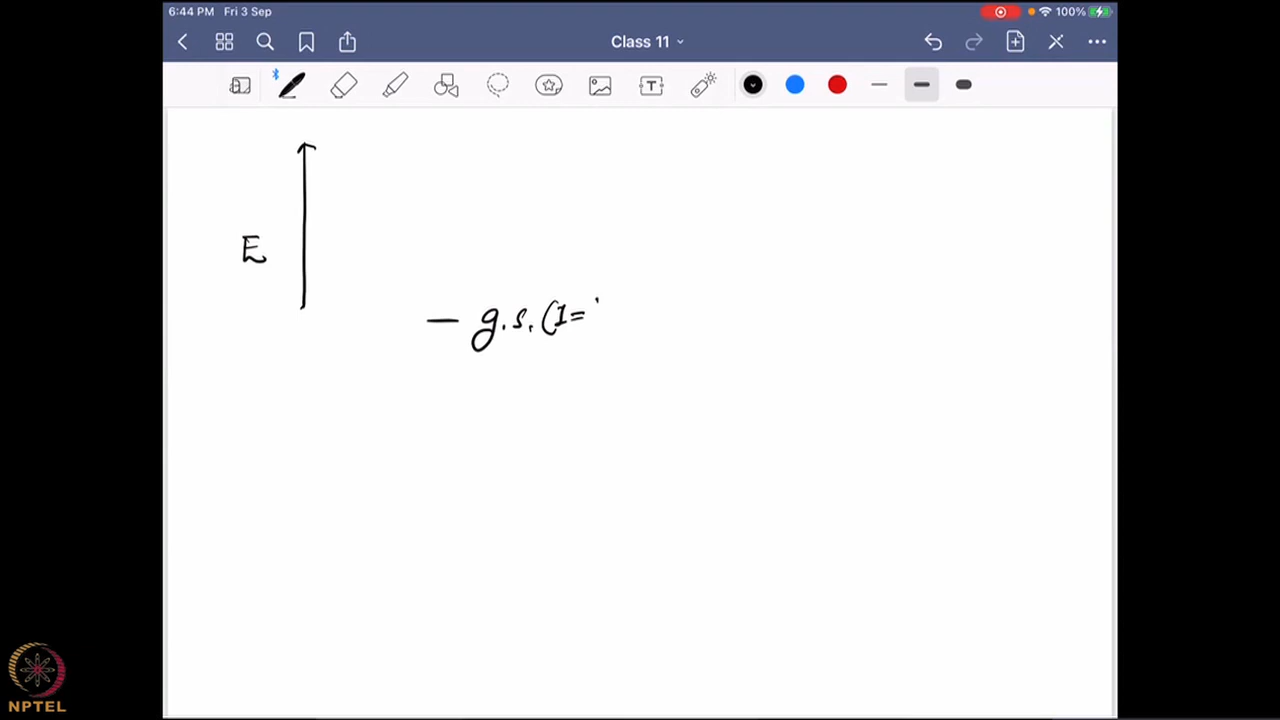 6:44 PM Fri 3 Sep
100%
Class 11
T
E
– g.s. (I=
NPTEL